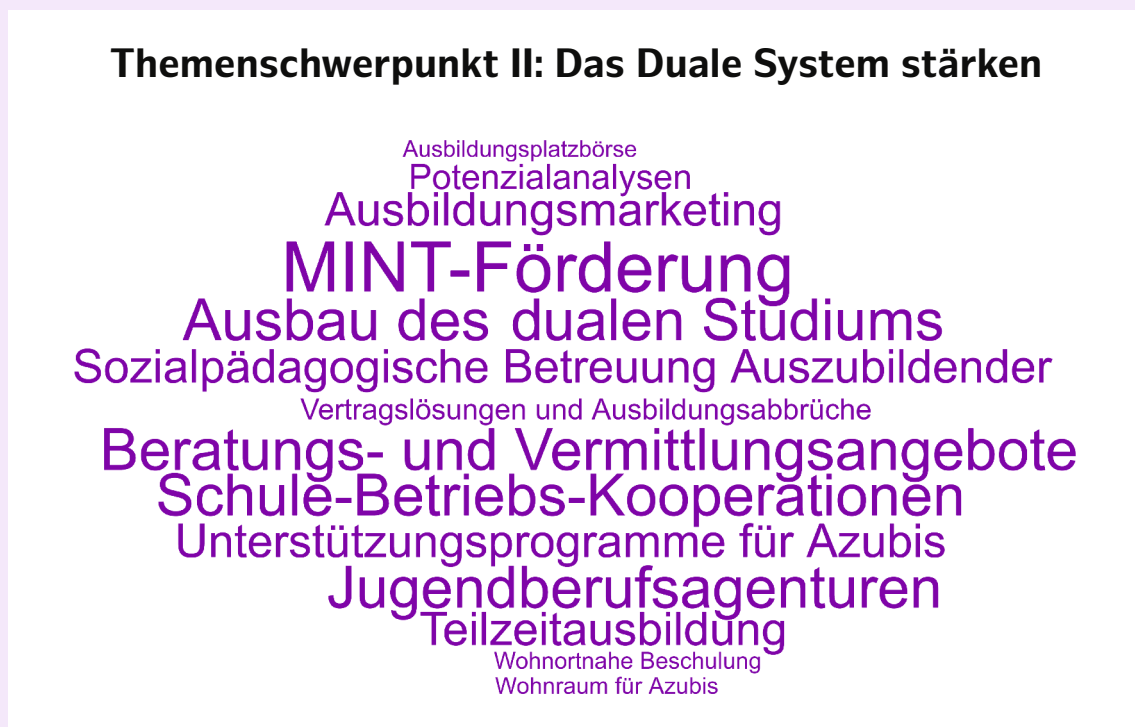 Themenschwerpunkt II: Das Duale System stärken
Ausbildungsplatzbörse
Potenzialanalysen
Ausbildungsmarketing
MINT-Förderung
Ausbau des dualen Studiums
Sozialpädagogische Betreuung Auszubildender
Vertragslösungen und Ausbildungsabbrüche
Beratungs- und Vermittlungsangebote
Schule-Betriebs-Kooperationen
Unterstützungsprogramme für Azubis
Jugendberufsagenturen
Teilzeitausbildung
Wohnortnahe Beschulung
Wohnraum für Azubis